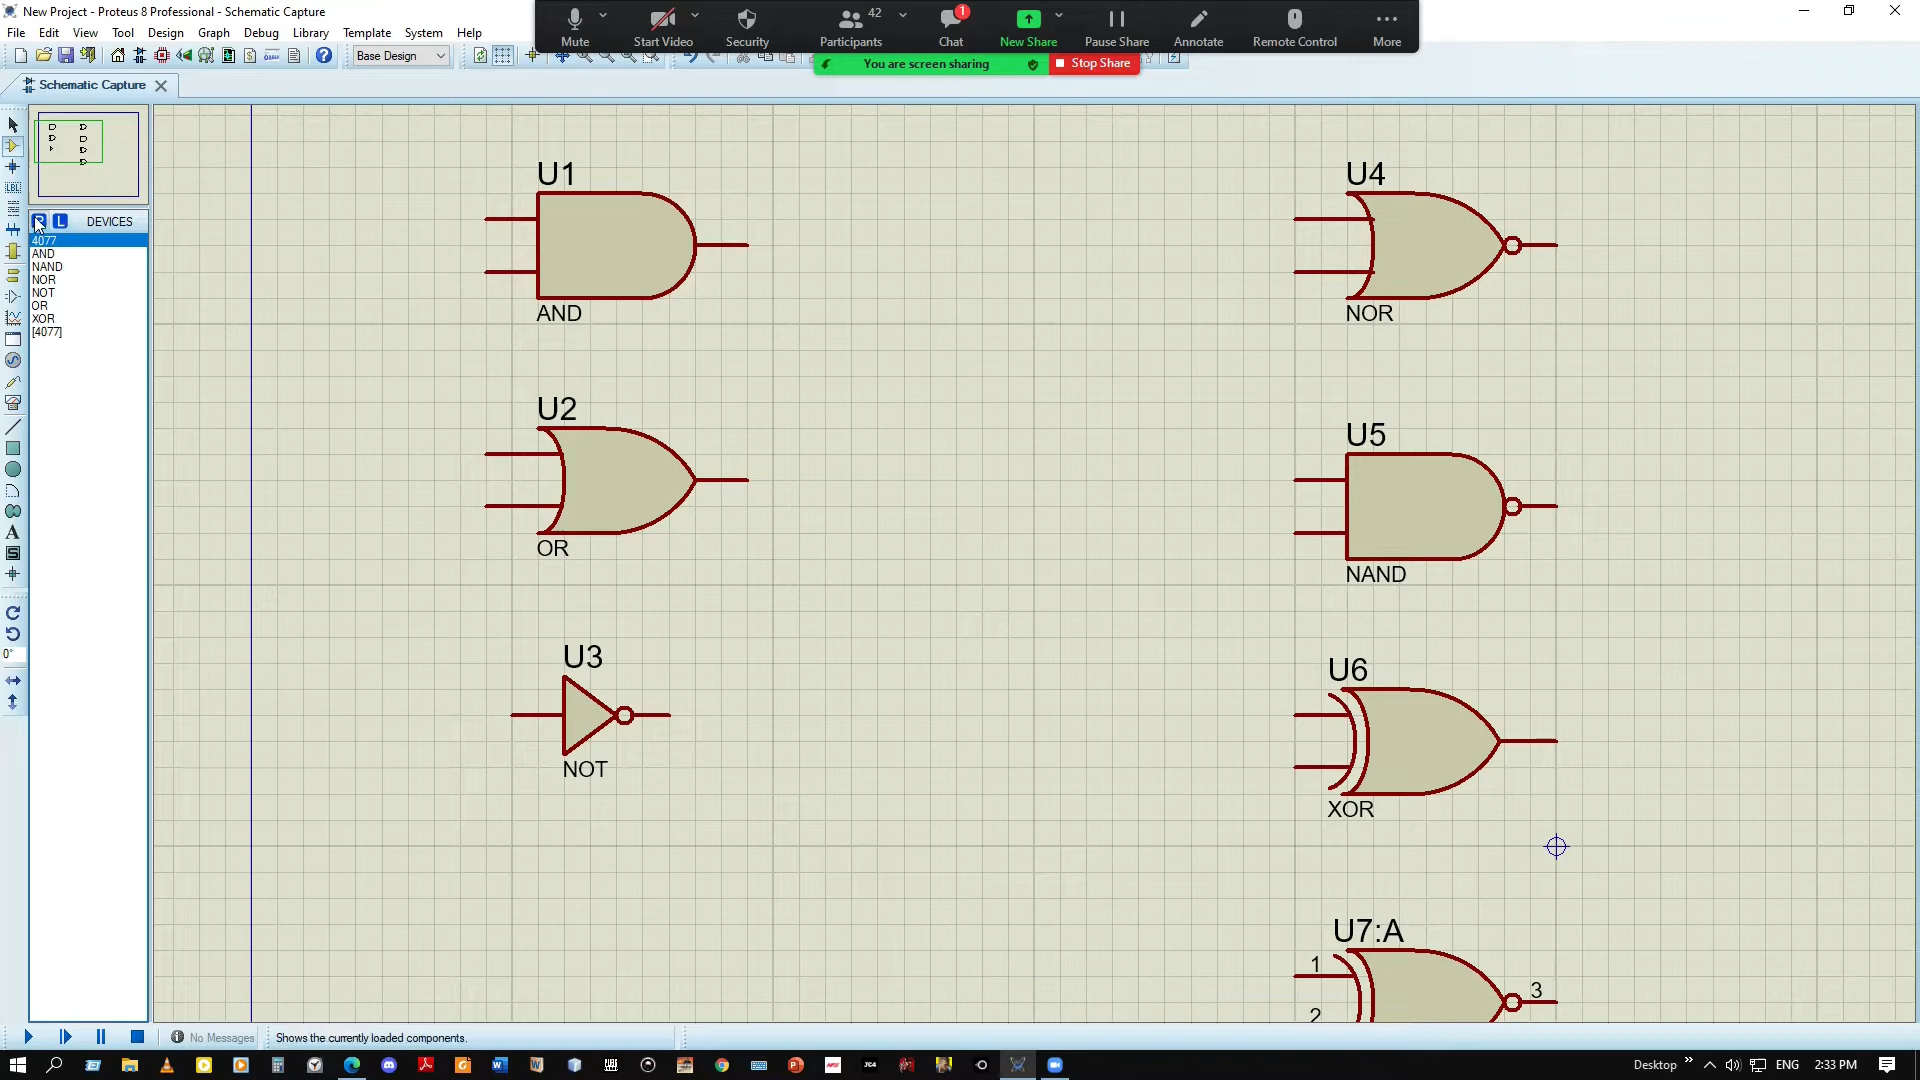 New Project - Proteus 8 Professional - Schematic Capture
File Edit View Tool Design Graph Debug Library Template System Help
Mute Start Video Security Participants 42 Chat 1 New Share Pause Share Annotate Remote Control More
Base Design
You are screen sharing Stop Share
Schematic Capture
L DEVICES
4077
AND
NAND
NOR
NOT
OR
XOR
[4077]
LBL
A
S
0°
U1
AND
U4
NOR
U2
OR
U5
NAND
U3
NOT
U6
XOR
U7:A
1
2
3
No Messages Shows the currently loaded components.
Desktop ENG 2:33 PM